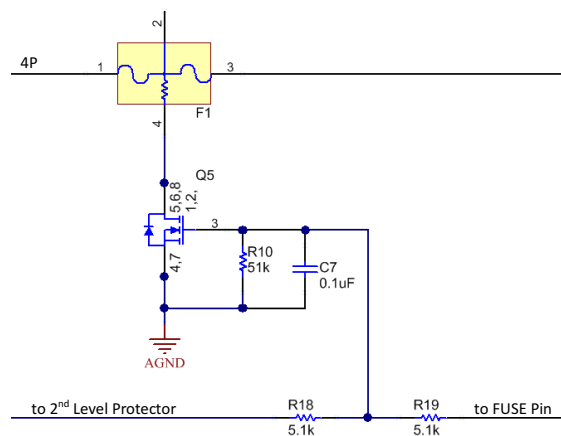 2
4P
1
3
F1
4
Q5
5,6,8
1,2,
3
4,7
R10
51k
C7
0.1uF
AGND
to 2nd Level Protector
R18
5.1k
R19
5.1k
to FUSE Pin